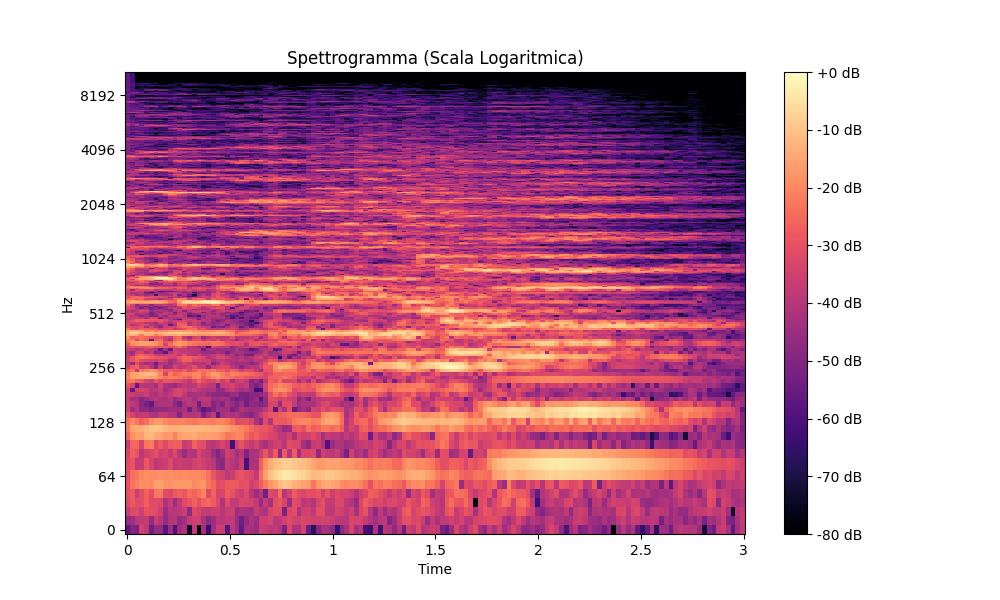 Spettrogramma (Scala Logaritmica)
Hz
8192
4096
2048
1024
512
256
128
64
0
0
0.5
1
1.5
2
2.5
3
Time
+0 dB
-10 dB
-20 dB
-30 dB
-40 dB
-50 dB
-60 dB
-70 dB
-80 dB